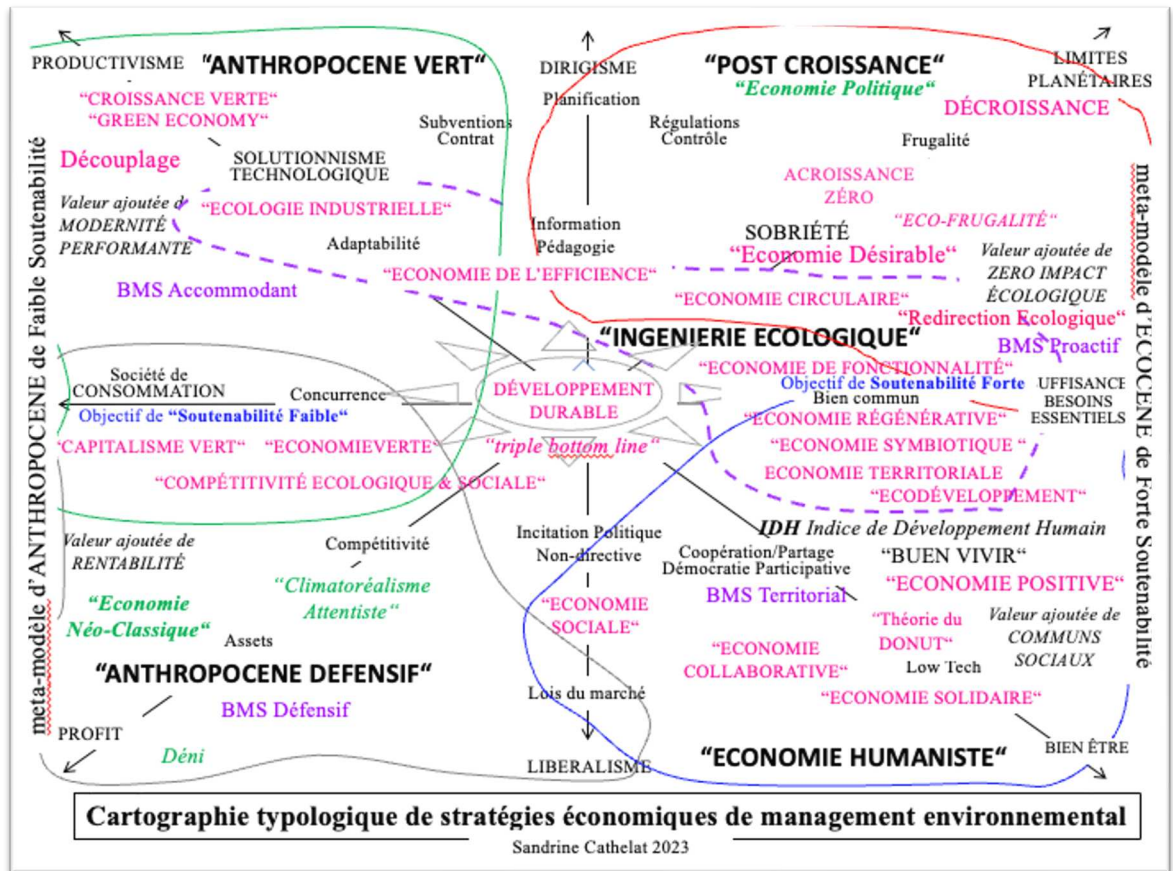 PRODUCTIVISME
“ANTHROPOCENE VERT“
“CROISSANCE VERTE“
“GREEN ECONOMY“
Découplage
SOLUTIONNISME
TECHNOLOGIQUE
Subventions
Contrat
Valeur ajoutée d
MODERNITÉ
PERFORMANTE
“ECOLOGIE INDUSTRIELLE“
Adaptabilité
BMS Accommodant
DIRIGISME
Planification
Information
Pédagogie
“ECONOMIE DE L’EFFICIENCE“
“POST CROISSANCE“
“Economie Politique“
LIMITES
PLANÉTAIRES
DÉCROISSANCE
Régulations
Contrôle
Frugalité
ACROISSANCE
ZÉRO
“ECO-FRUGALITÉ“
SOBRIÉTÉ
“Economie Désirable“
Valeur ajoutée de
ZERO IMPACT
ÉCOLOGIQUE
“ECONOMIE CIRCULAIRE“
“Redirection Ecologique“
“INGENIERIE ECOLOGIQUE“
BMS Proactif
“ECONOMIE DE FONCTIONNALITÉ“
Objectif de Soutenabilité Forte
Bien commun
UFFISANCE
BESOINS
ESSENTIELS
“ECONOMIE RÉGÉNÉRATIVE“
“ECONOMIE SYMBIOTIQUE “
ECONOMIE TERRITORIALE
“ECODÉVELOPPEMENT“
DÉVELOPPEMENT
DURABLE
“triple bottom line“
Société de
CONSOMMATION
Concurrence
Objectif de “Soutenabilité Faible“
“CAPITALISME VERT“
“ECONOMIEVERTE“
“COMPÉTITIVITÉ ECOLOGIQUE & SOCIALE“
Valeur ajoutée de
RENTABILITÉ
Compétitivité
“Climatoréalisme
Attentiste“
“Economie
Néo-Classique“
Assets
“ANTHROPOCENE DEFENSIF“
BMS Défensif
PROFIT
Déni
Incitation Politique
Non-directive
“ECONOMIE
SOCIALE“
Lois du marché
LIBERALISME
IDH Indice de Développement Humain
Coopération/Partage
Démocratie Participative
“BUEN VIVIR“
BMS Territorial
“ECONOMIE POSITIVE“
“Théorie du
DONUT“
Valeur ajoutée de
COMMUNS
SOCIAUX
“ECONOMIE
COLLABORATIVE“
Low Tech
“ECONOMIE SOLIDAIRE“
“ECONOMIE HUMANISTE“
BIEN ÊTRE
meta-modèle d’ANTHROPOCENE de Faible Soutenabilité
meta-modèle d’ECOCENE de Forte Soutenabilité
Cartographie typologique de stratégies économiques de management environnemental
Sandrine Cathelat 2023